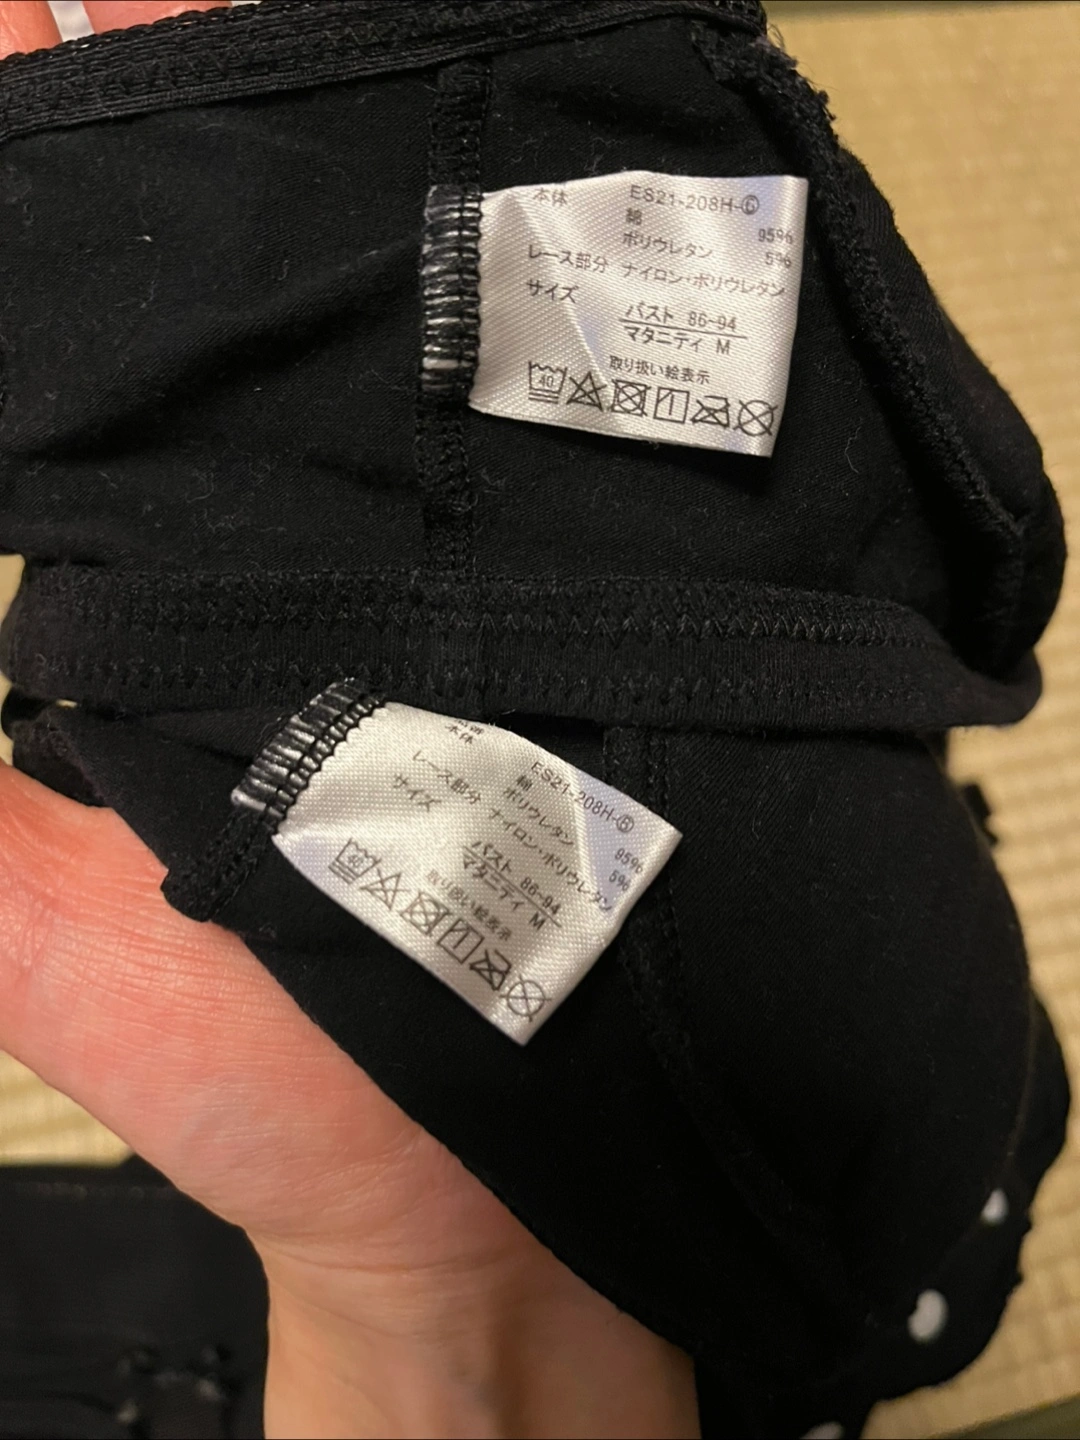 ES21-208H-⑥
本体 綿 95%
ポリウレタン 5%
レース部分 ナイロン・ポリウレタン
サイズ
バスト 86-94
マタニティ M
取り扱い絵表示
40
品番 ES21-208H-⑥
本体 綿 95%
ポリウレタン 5%
レース部分 ナイロン・ポリウレタン
サイズ
バスト 86-94
マタニティ M
取り扱い絵表示
40